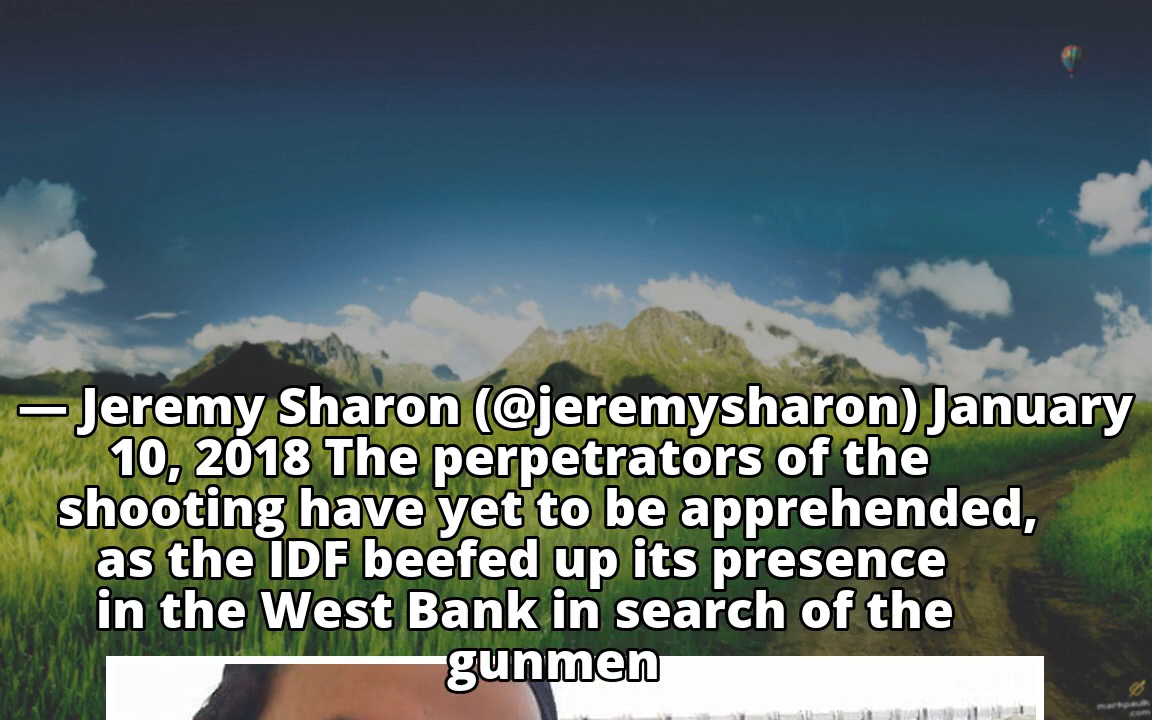 — Jeremy Sharon (@jeremysharon) January
10, 2018 The perpetrators of the
shooting have yet to be apprehended,
as the IDF beefed up its presence
in the West Bank in search of the
gunmen
.com